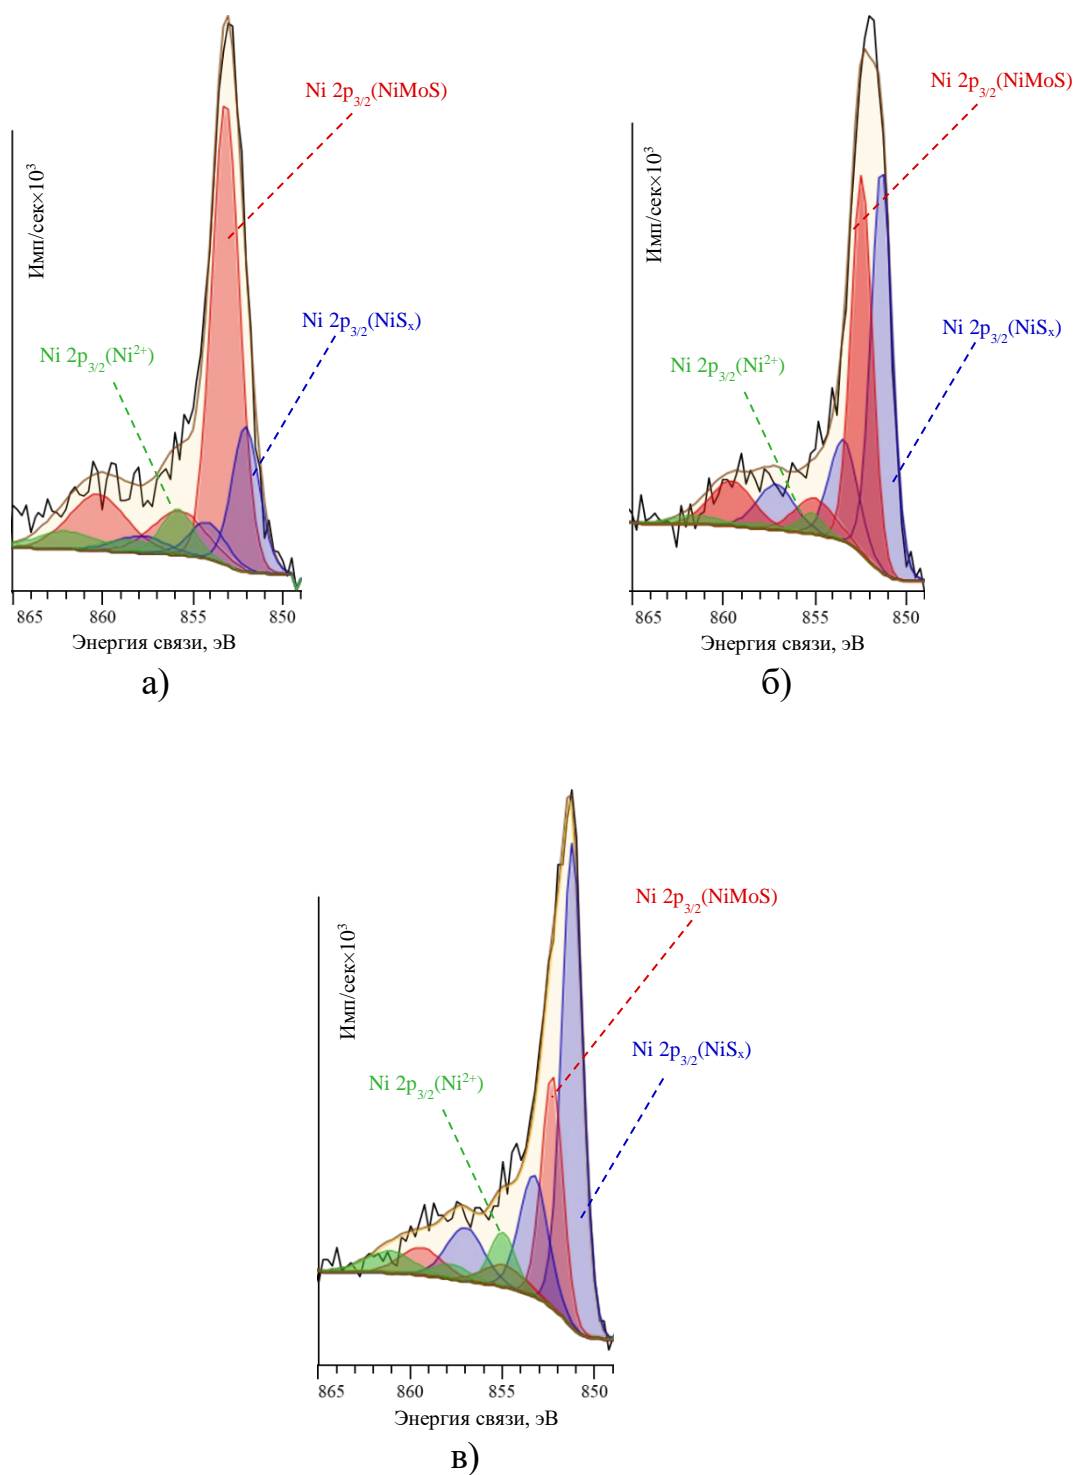 Ni 2p3/2(NiMoS)
Имп/сек×10³
Ni 2p3/2(NiSx)
Ni 2p3/2(Ni²⁺)
865 860 855 850
Энергия связи, эВ
а)
Ni 2p3/2(NiMoS)
Имп/сек×10³
Ni 2p3/2(NiSx)
Ni 2p3/2(Ni²⁺)
865 860 855 850
Энергия связи, эВ
б)
Ni 2p3/2(NiMoS)
Имп/сек×10³
Ni 2p3/2(NiSx)
Ni 2p3/2(Ni²⁺)
865 860 855 850
Энергия связи, эВ
в)